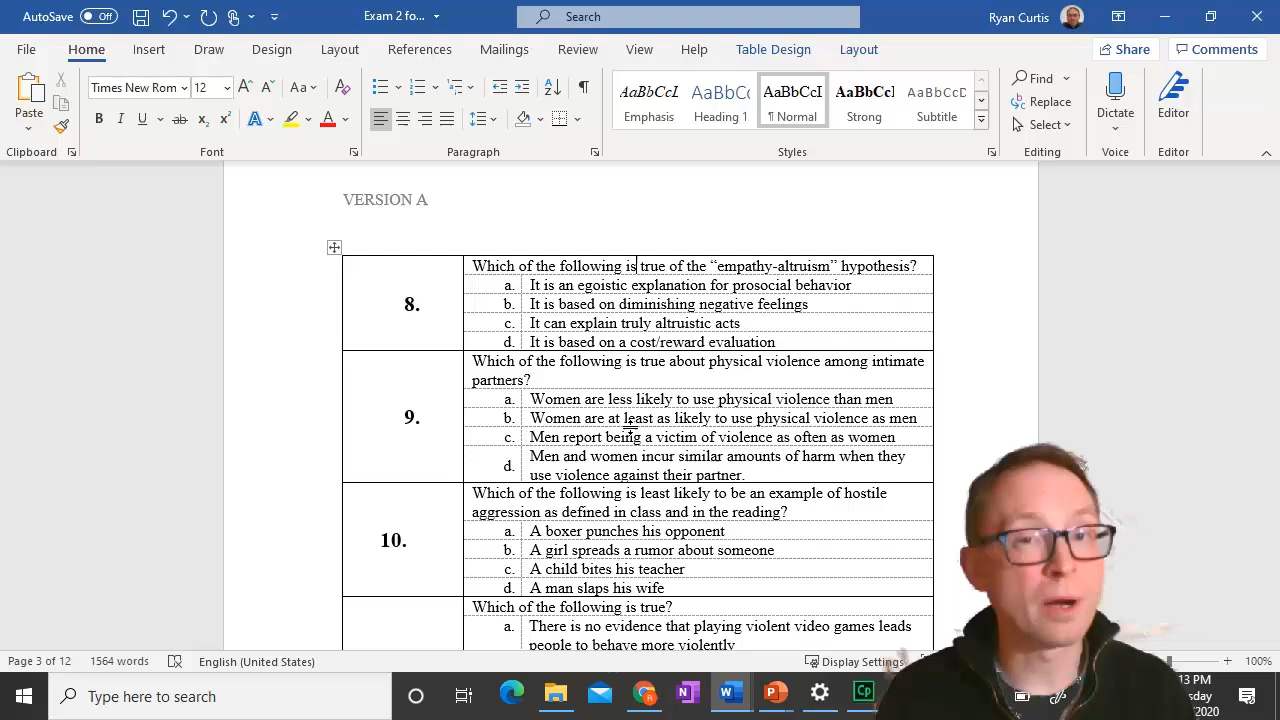 AutoSave Off Exam 2 fo... Search Ryan Curtis
File Home Insert Draw Design Layout References Mailings Review View Help Table Design Layout Share Comments
Paste
Times New Rom 12 Aa
AaBbCcI AaBbCc AaBbCcI AaBbCcI AaBbCcD
Emphasis Heading 1 ¶ Normal Strong Subtitle
Find
Replace
Select
Dictate
Editor
Clipboard Font Paragraph Styles Editing Voice Editor
VERSION A
8.
Which of the following is true of the “empathy-altruism” hypothesis?
a. It is an egoistic explanation for prosocial behavior
b. It is based on diminishing negative feelings
c. It can explain truly altruistic acts
d. It is based on a cost/reward evaluation
9.
Which of the following is true about physical violence among intimate
partners?
a. Women are less likely to use physical violence than men
b. Women are at least as likely to use physical violence as men
c. Men report being a victim of violence as often as women
d. Men and women incur similar amounts of harm when they
use violence against their partner.
10.
Which of the following is least likely to be an example of hostile
aggression as defined in class and in the reading?
a. A boxer punches his opponent
b. A girl spreads a rumor about someone
c. A child bites his teacher
d. A man slaps his wife
Which of the following is true?
a. There is no evidence that playing violent video games leads
people to behave more violently
Page 3 of 12 1564 words English (United States) Display Settings 100%
Type here to search
:13 PM
2020